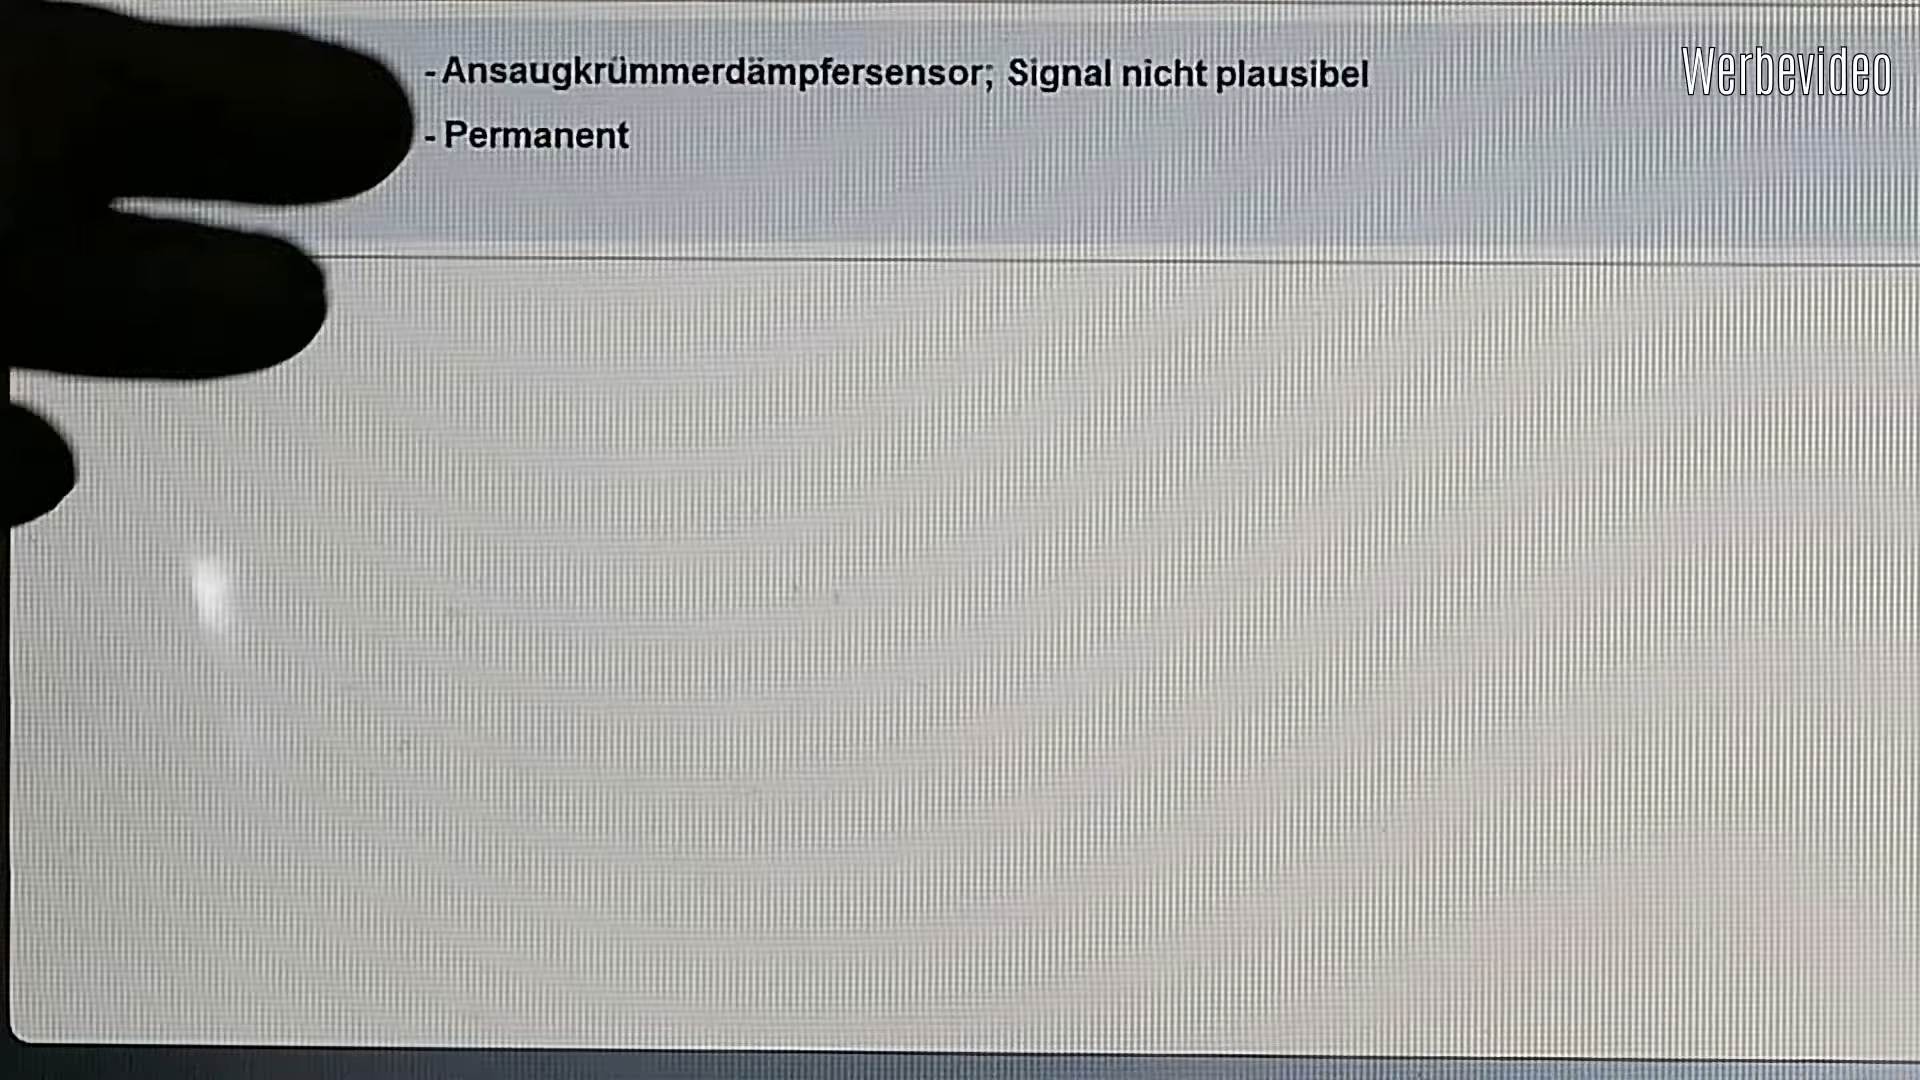 - Ansaugkrümmerdämpfersensor; Signal nicht plausibel
- Permanent
Werbevideo